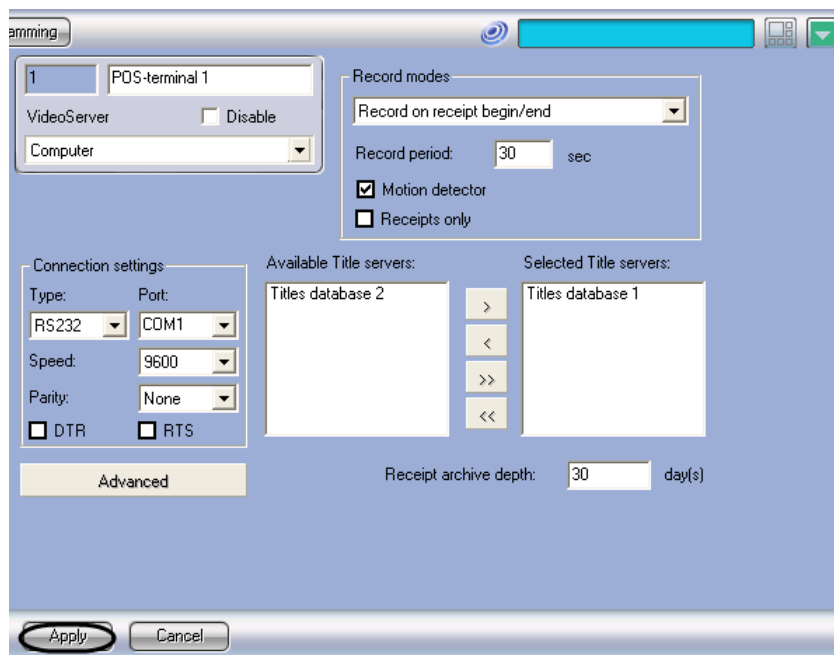 amming
1 POS-terminal 1
VideoServer Disable
Computer
Record modes
Record on receipt begin/end
Record period: 30 sec
Motion detector
Receipts only
Connection settings
Type: Port:
RS232 COM1
Speed: 9600
Parity: None
DTR RTS
Advanced
Available Title servers:
Titles database 2
>
<
>>
<<
Selected Title servers:
Titles database 1
Receipt archive depth: 30 day(s)
Apply Cancel